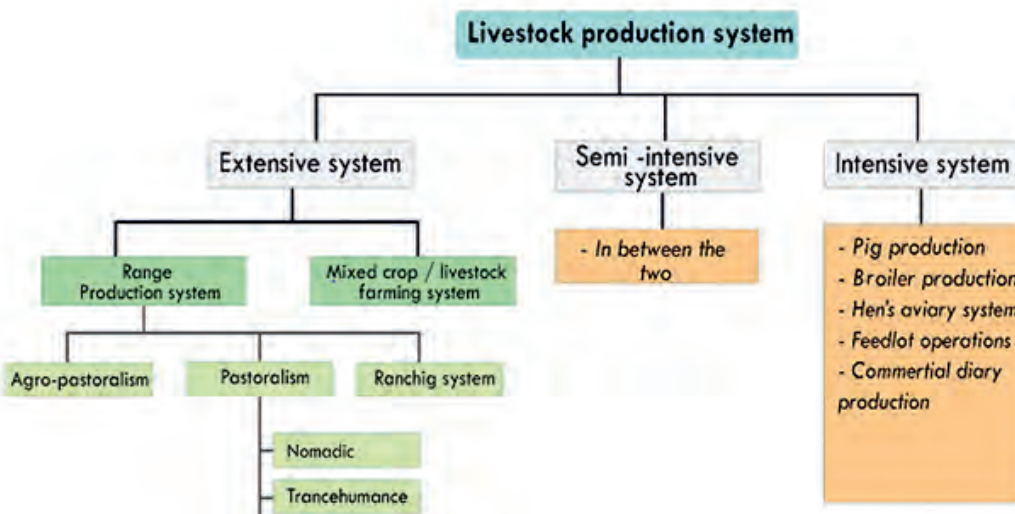 Livestock production system
Extensive system
Semi -intensive
system
Intensive system
- In between the
two
- Pig production
- Broiler production
- Hen's aviary system
- Feedlot operations
- Commertial diary
production
Range
Production system
Mixed crop / livestock
farming system
Agro-pastoralism
Pastoralism
Ranchig system
Nomadic
Trancehumance